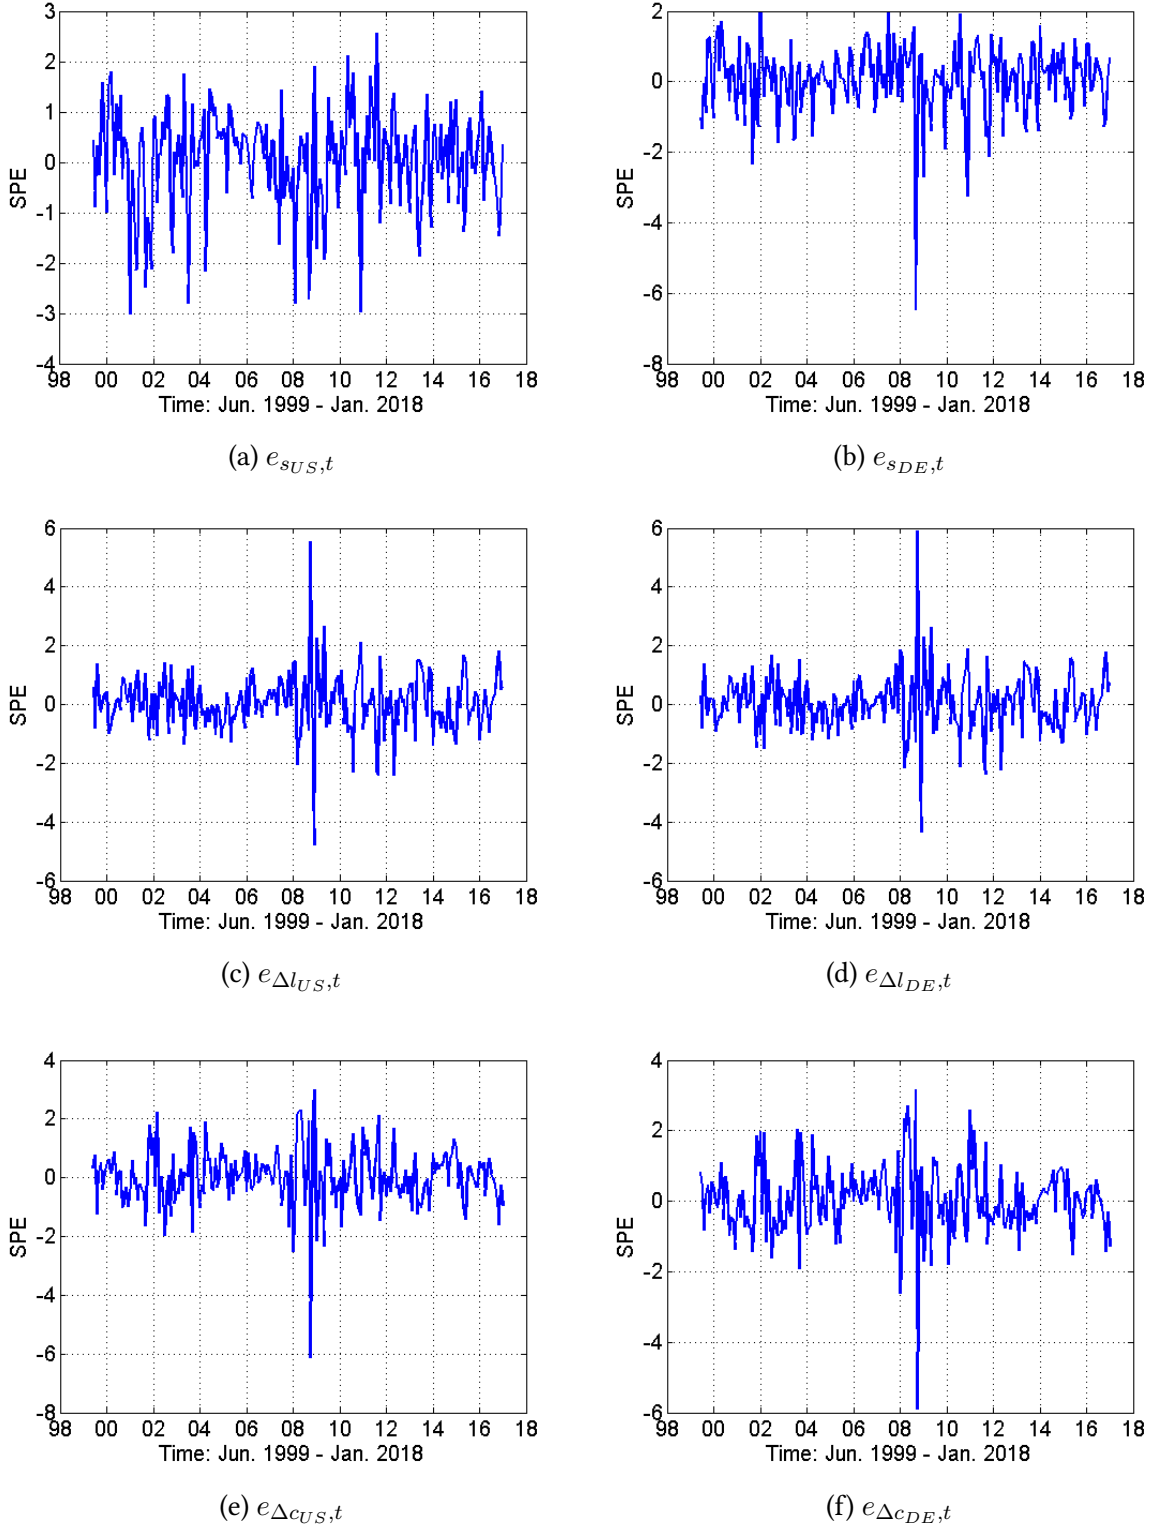 3
2
1
0
-1
-2
-3
-4
SPE
98 00 02 04 06 08 10 12 14 16 18
Time: Jun. 1999 - Jan. 2018
(a) e_{s_{US},t}
2
0
-2
-4
-6
-8
SPE
98 00 02 04 06 08 10 12 14 16 18
Time: Jun. 1999 - Jan. 2018
(b) e_{s_{DE},t}
6
4
2
0
-2
-4
-6
SPE
98 00 02 04 06 08 10 12 14 16 18
Time: Jun. 1999 - Jan. 2018
(c) e_{Δl_{US},t}
6
4
2
0
-2
-4
-6
SPE
98 00 02 04 06 08 10 12 14 16 18
Time: Jun. 1999 - Jan. 2018
(d) e_{Δl_{DE},t}
4
2
0
-2
-4
-6
-8
SPE
98 00 02 04 06 08 10 12 14 16 18
Time: Jun. 1999 - Jan. 2018
(e) e_{Δc_{US},t}
4
2
0
-2
-4
-6
SPE
98 00 02 04 06 08 10 12 14 16 18
Time: Jun. 1999 - Jan. 2018
(f) e_{Δc_{DE},t}